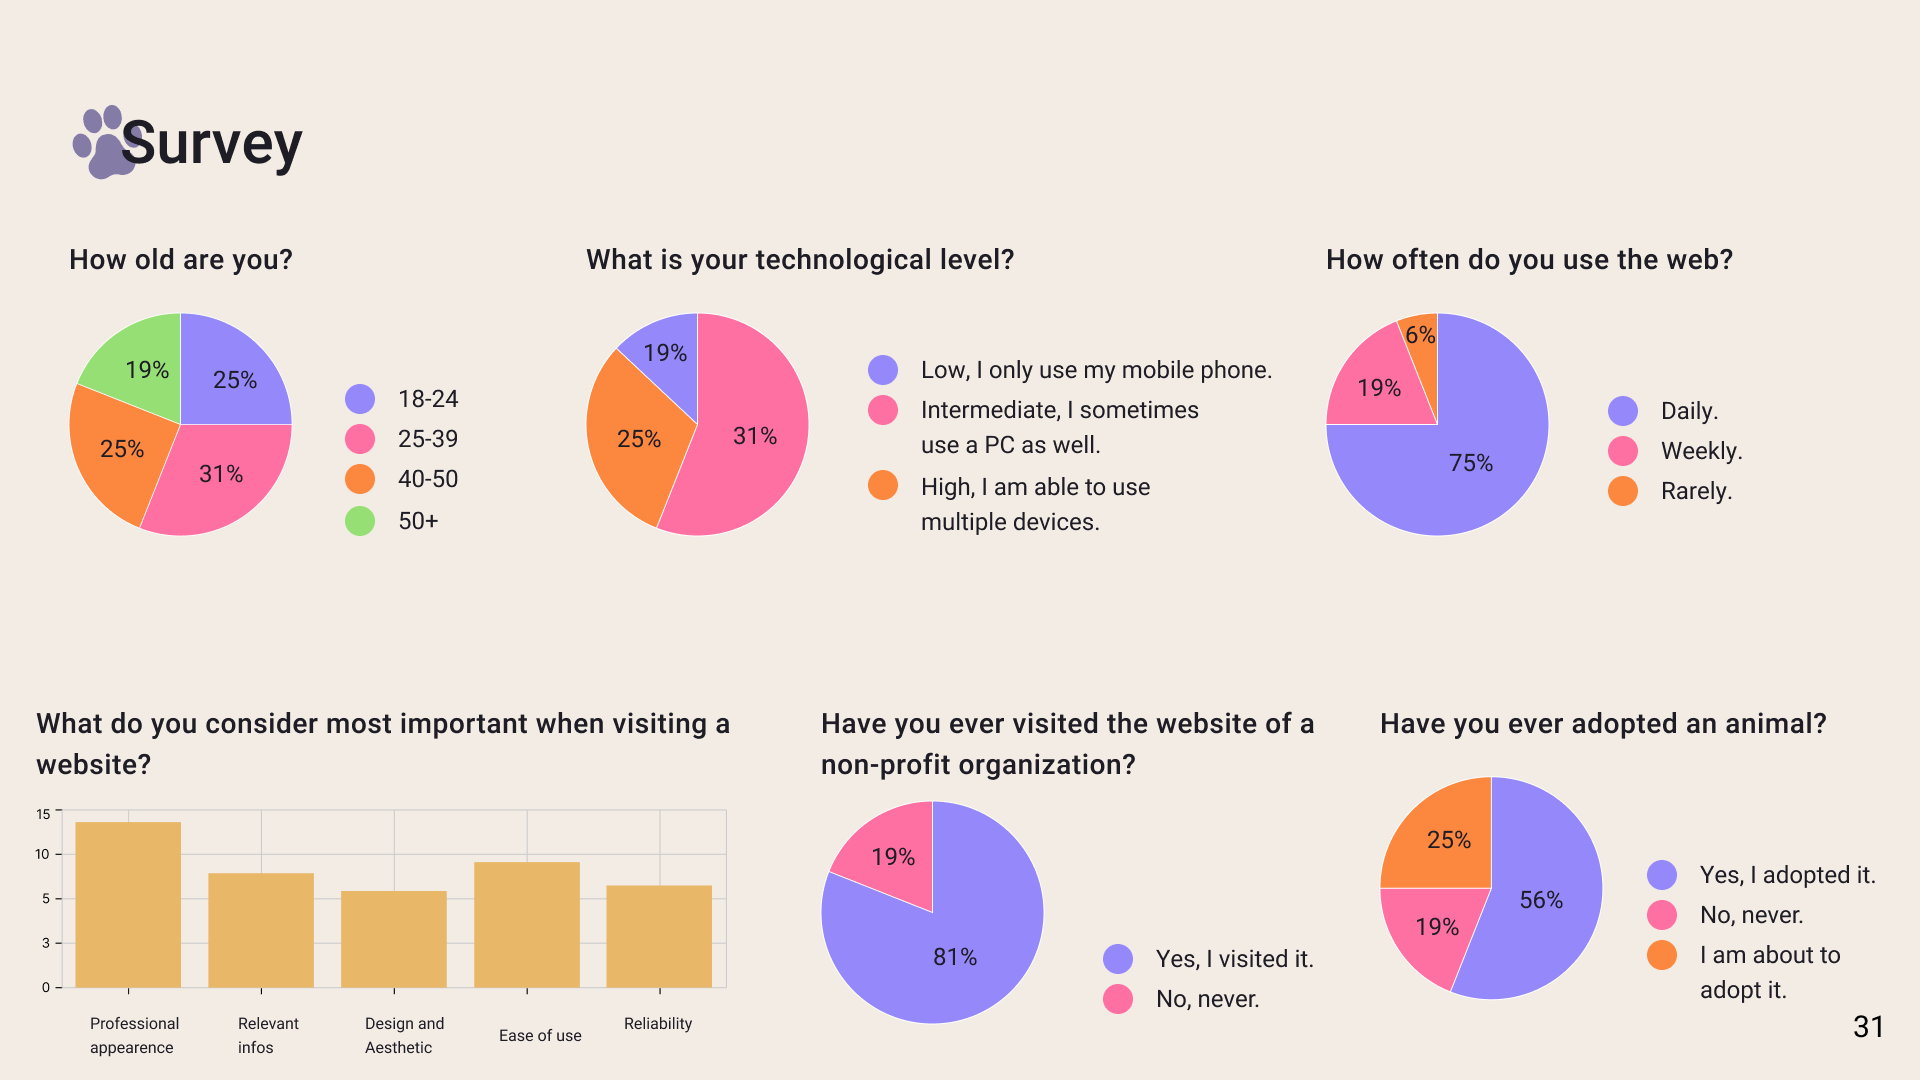 Survey
How old are you?
19%
25%
25%
31%
18-24
25-39
40-50
50+
What is your technological level?
19%
25%
31%
Low, I only use my mobile phone.
Intermediate, I sometimes
use a PC as well.
High, I am able to use
multiple devices.
How often do you use the web?
6%
19%
75%
Daily.
Weekly.
Rarely.
What do you consider most important when visiting a
website?
15
10
5
3
0
Professional
appearence
Relevant
infos
Design and
Aesthetic
Ease of use
Reliability
Have you ever visited the website of a
non-profit organization?
19%
81%
Yes, I visited it.
No, never.
Have you ever adopted an animal?
25%
56%
19%
Yes, I adopted it.
No, never.
I am about to
adopt it.
31